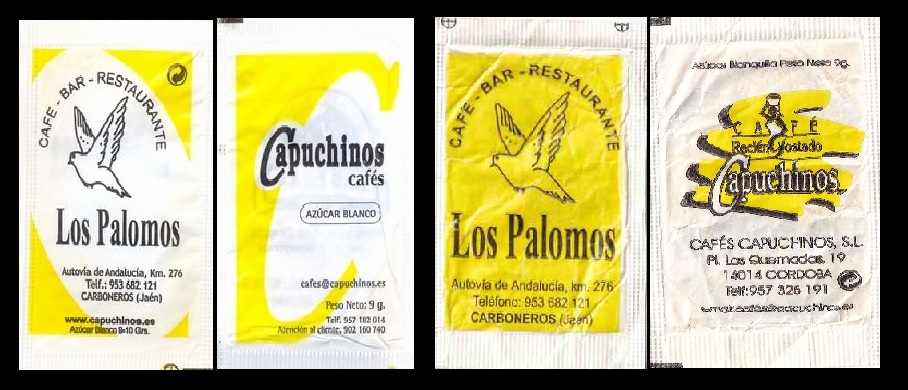 CAFE - BAR - RESTAURANTE
Los Palomos
Autovía de Andalucía, Km. 276
Telf.: 953 682 121
CARBONEROS (Jaén)
www.capuchinos.es
Azúcar Blanco 8-10 Grs.
Capuchinos
cafés
AZÚCAR BLANCO
cafes@capuchinos.es
Peso Neto: 9 g.
Telf. 957 182 014
Atención al cliente, 902 160 740
CAFÉ - BAR - RESTAURANTE
Los Palomos
Autovía de Andalucía, km. 276
Teléfono: 953 682 121
CARBONEROS (Jaén)
Azúcar Blanquilla Peso Neto 9g.
CAFÉ
Recién Tostado
Capuchinos
CAFÉS CAPUCHINOS, S.L.
Pl. Las Quemadas, 19
14014 CORDOBA
Telf: 957 326 191